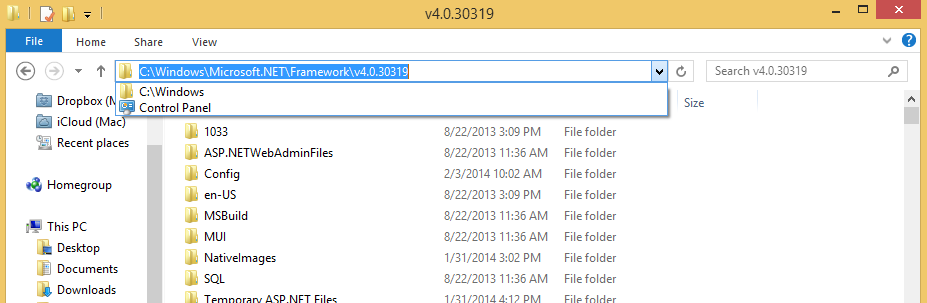 v4.0.30319
File Home Share View
C:\Windows\Microsoft.NET\Framework\v4.0.30319 Search v4.0.30319
C:\Windows
Control Panel
Size
Dropbox (M
iCloud (Mac)
Recent places
Homegroup
This PC
Desktop
Documents
Downloads
1033 8/22/2013 3:09 PM File folder
ASP.NETWebAdminFiles 8/22/2013 11:36 AM File folder
Config 2/3/2014 10:02 AM File folder
en-US 8/22/2013 3:09 PM File folder
MSBuild 8/22/2013 11:36 AM File folder
MUI 8/22/2013 11:36 AM File folder
NativeImages 1/31/2014 3:02 PM File folder
SQL 8/22/2013 11:36 AM File folder
Temporary ASP.NET Files 1/31/2014 4:12 PM File folder